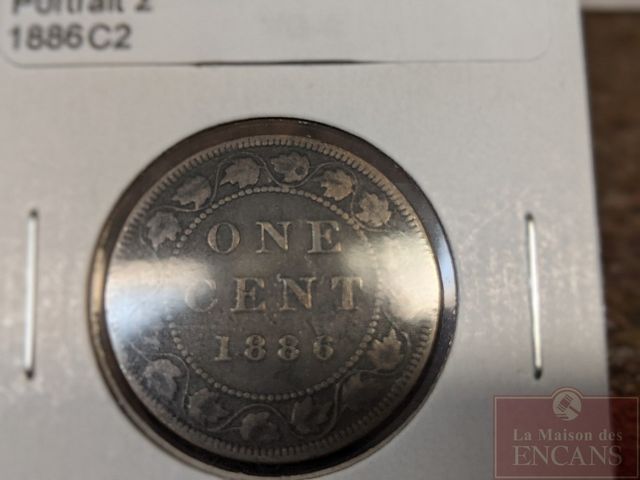 Portrait 2
1886C2
ONE
CENT
1886
La Maison des
ENCANS